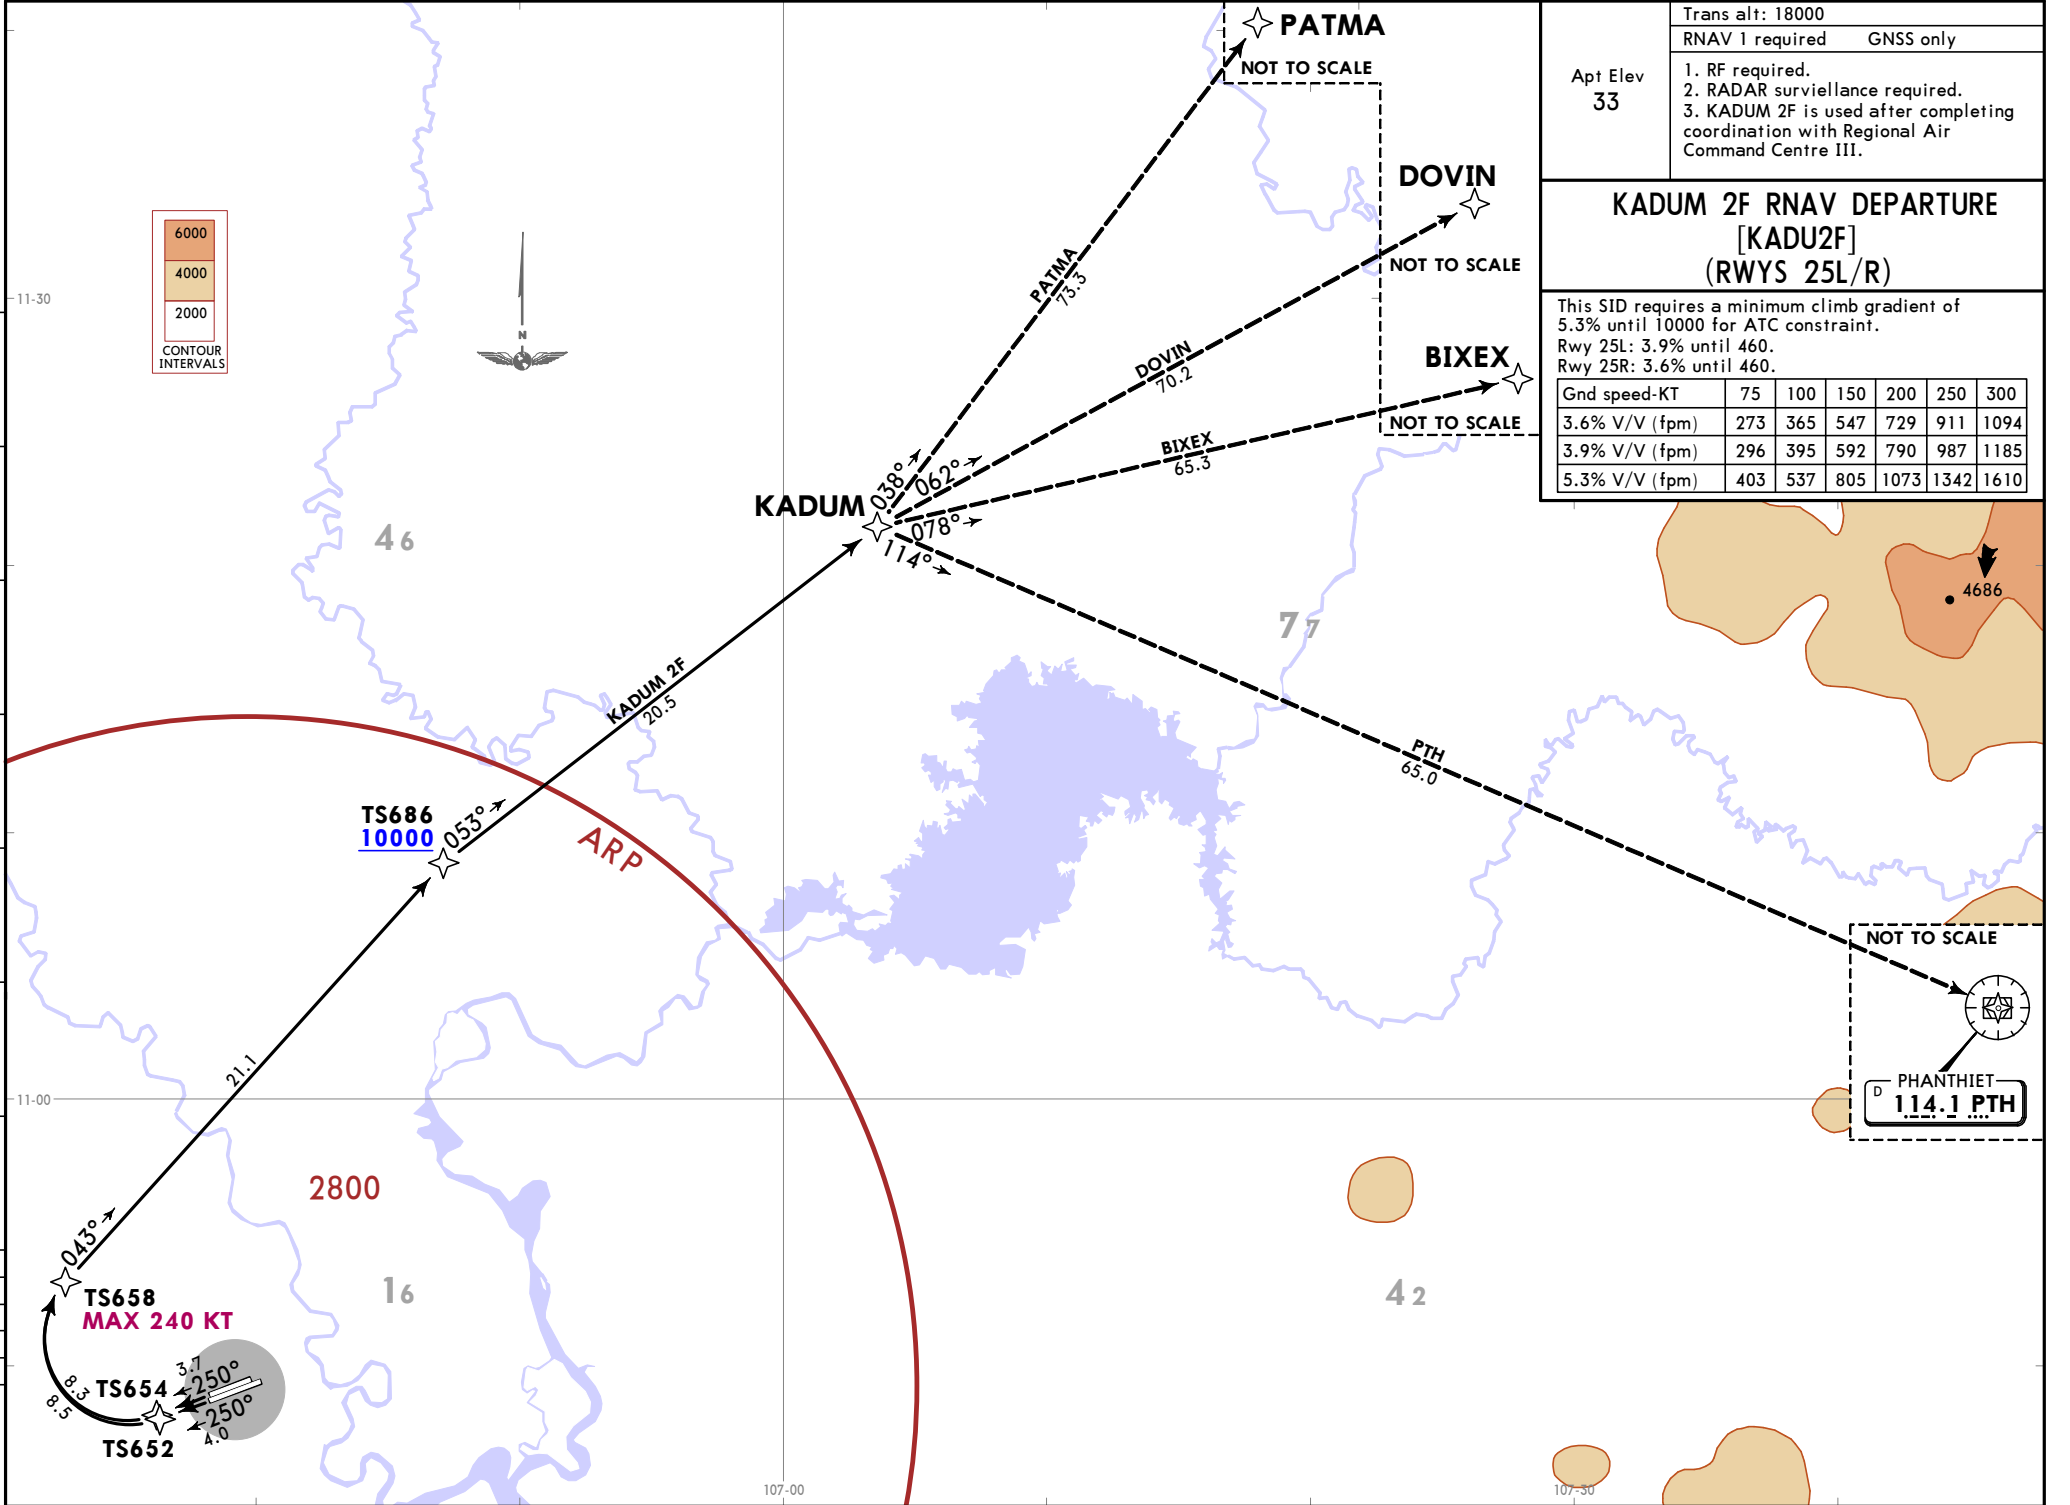 Trans alt: 18000
RNAV 1 required GNSS only
Apt Elev
33
1. RF required.
2. RADAR surviellance required.
3. KADUM 2F is used after completing
coordination with Regional Air
Command Centre III.
KADUM 2F RNAV DEPARTURE
[KADU2F]
(RWYS 25L/R)
This SID requires a minimum climb gradient of
5.3% until 10000 for ATC constraint.
Rwy 25L: 3.9% until 460.
Rwy 25R: 3.6% until 460.
Gnd speed-KT 75 100 150 200 250 300
3.6% V/V (fpm) 273 365 547 729 911 1094
3.9% V/V (fpm) 296 395 592 790 987 1185
5.3% V/V (fpm) 403 537 805 1073 1342 1610
PATMA
NOT TO SCALE
DOVIN
NOT TO SCALE
BIXEX
NOT TO SCALE
6000
4000
2000
CONTOUR
INTERVALS
N
11-30
PATMA
73.3
DOVIN
70.2
BIXEX
65.3
KADUM
038°
062°
078°
114°
46
77
4686
KADUM 2F
20.5
PTH
65.0
TS686
10000
053°
ARP
NOT TO SCALE
PHANTHIET
D 114.1 PTH
21.1
11-00
2800
043°
TS658
MAX 240 KT
16
42
3.7
250°
TS654
8.3
8.5
250°
4.0
TS652
107-00
107-30